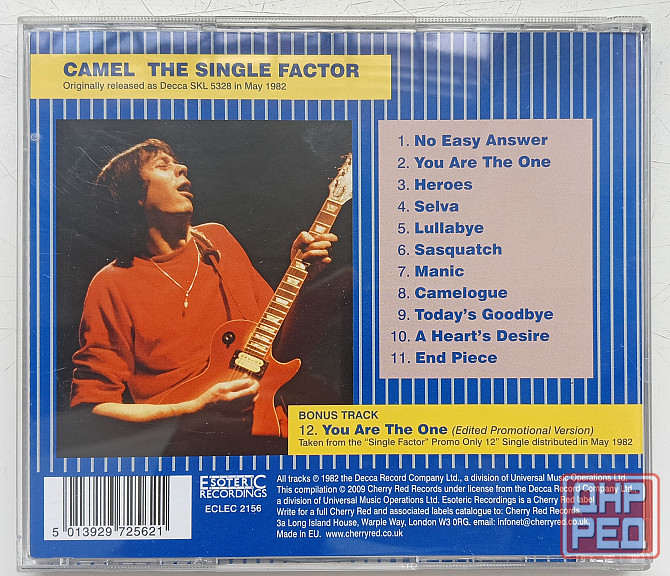 CAMEL THE SINGLE FACTOR
Originally released as Decca SKL 5328 in May 1982
1. No Easy Answer
2. You Are The One
3. Heroes
4. Selva
5. Lullabye
6. Sasquatch
7. Manic
8. Camelogue
9. Today's Goodbye
10. A Heart's Desire
11. End Piece
BONUS TRACK
12. You Are The One (Edited Promotional Version)
Taken from the "Single Factor" Promo Only 12" Single distributed in May 1982
5 013929 725621
ESOTERIC
RECORDINGS
ECLEC 2156
All tracks ℗ 1982 the Decca Record Company Ltd., a division of Universal Music Operations Ltd.
This compilation © 2009 Cherry Red Records under license from the Decca Record Company Ltd.,
a division of Universal Music Operations Ltd. Esoteric Recordings is a Cherry Red label
Write for a full Cherry Red and associated labels catalogue to: Cherry Red Records,
3a Long Island House, Warple Way, London W3 0RG. email: infonet@cherryred.co.uk,
Made in EU. www.cherryred.co.uk
ДНР
РЕД